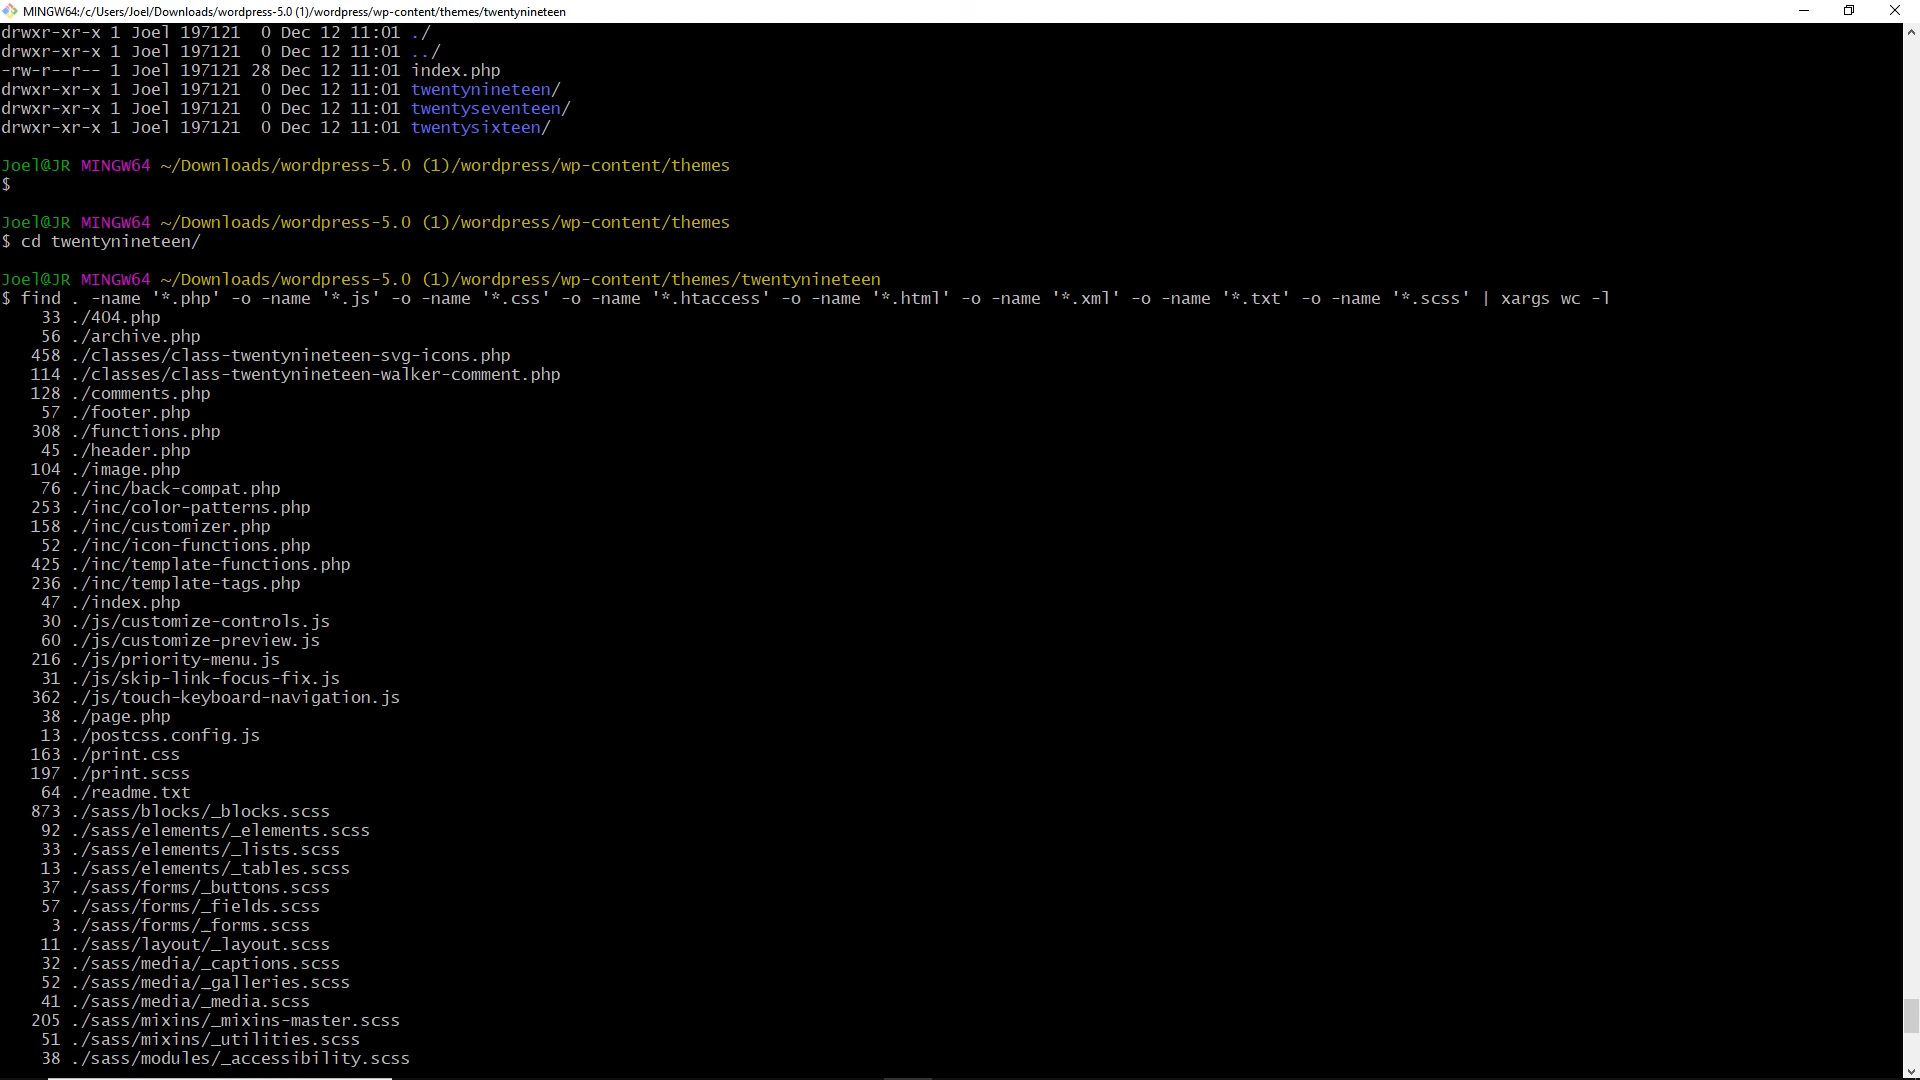 MINGW64:/c/Users/Joel/Downloads/wordpress-5.0 (1)/wordpress/wp-content/themes/twentynineteen
drwxr-xr-x 1 Joel 197121  0 Dec 12 11:01 ./
drwxr-xr-x 1 Joel 197121  0 Dec 12 11:01 ../
-rw-r--r-- 1 Joel 197121 28 Dec 12 11:01 index.php
drwxr-xr-x 1 Joel 197121  0 Dec 12 11:01 twentynineteen/
drwxr-xr-x 1 Joel 197121  0 Dec 12 11:01 twentyseventeen/
drwxr-xr-x 1 Joel 197121  0 Dec 12 11:01 twentysixteen/
Joel@JR MINGW64 ~/Downloads/wordpress-5.0 (1)/wordpress/wp-content/themes
$
Joel@JR MINGW64 ~/Downloads/wordpress-5.0 (1)/wordpress/wp-content/themes
$ cd twentynineteen/
Joel@JR MINGW64 ~/Downloads/wordpress-5.0 (1)/wordpress/wp-content/themes/twentynineteen
$ find . -name '*.php' -o -name '*.js' -o -name '*.css' -o -name '*.htaccess' -o -name '*.html' -o -name '*.xml' -o -name '*.txt' -o -name '*.scss' | xargs wc -l
33 ./404.php
56 ./archive.php
458 ./classes/class-twentynineteen-svg-icons.php
114 ./classes/class-twentynineteen-walker-comment.php
128 ./comments.php
57 ./footer.php
308 ./functions.php
45 ./header.php
104 ./image.php
76 ./inc/back-compat.php
253 ./inc/color-patterns.php
158 ./inc/customizer.php
52 ./inc/icon-functions.php
425 ./inc/template-functions.php
236 ./inc/template-tags.php
47 ./index.php
30 ./js/customize-controls.js
60 ./js/customize-preview.js
216 ./js/priority-menu.js
31 ./js/skip-link-focus-fix.js
362 ./js/touch-keyboard-navigation.js
38 ./page.php
13 ./postcss.config.js
163 ./print.css
197 ./print.scss
64 ./readme.txt
873 ./sass/blocks/_blocks.scss
92 ./sass/elements/_elements.scss
33 ./sass/elements/_lists.scss
13 ./sass/elements/_tables.scss
37 ./sass/forms/_buttons.scss
57 ./sass/forms/_fields.scss
3 ./sass/forms/_forms.scss
11 ./sass/layout/_layout.scss
32 ./sass/media/_captions.scss
52 ./sass/media/_galleries.scss
41 ./sass/media/_media.scss
205 ./sass/mixins/_mixins-master.scss
51 ./sass/mixins/_utilities.scss
38 ./sass/modules/_accessibility.scss